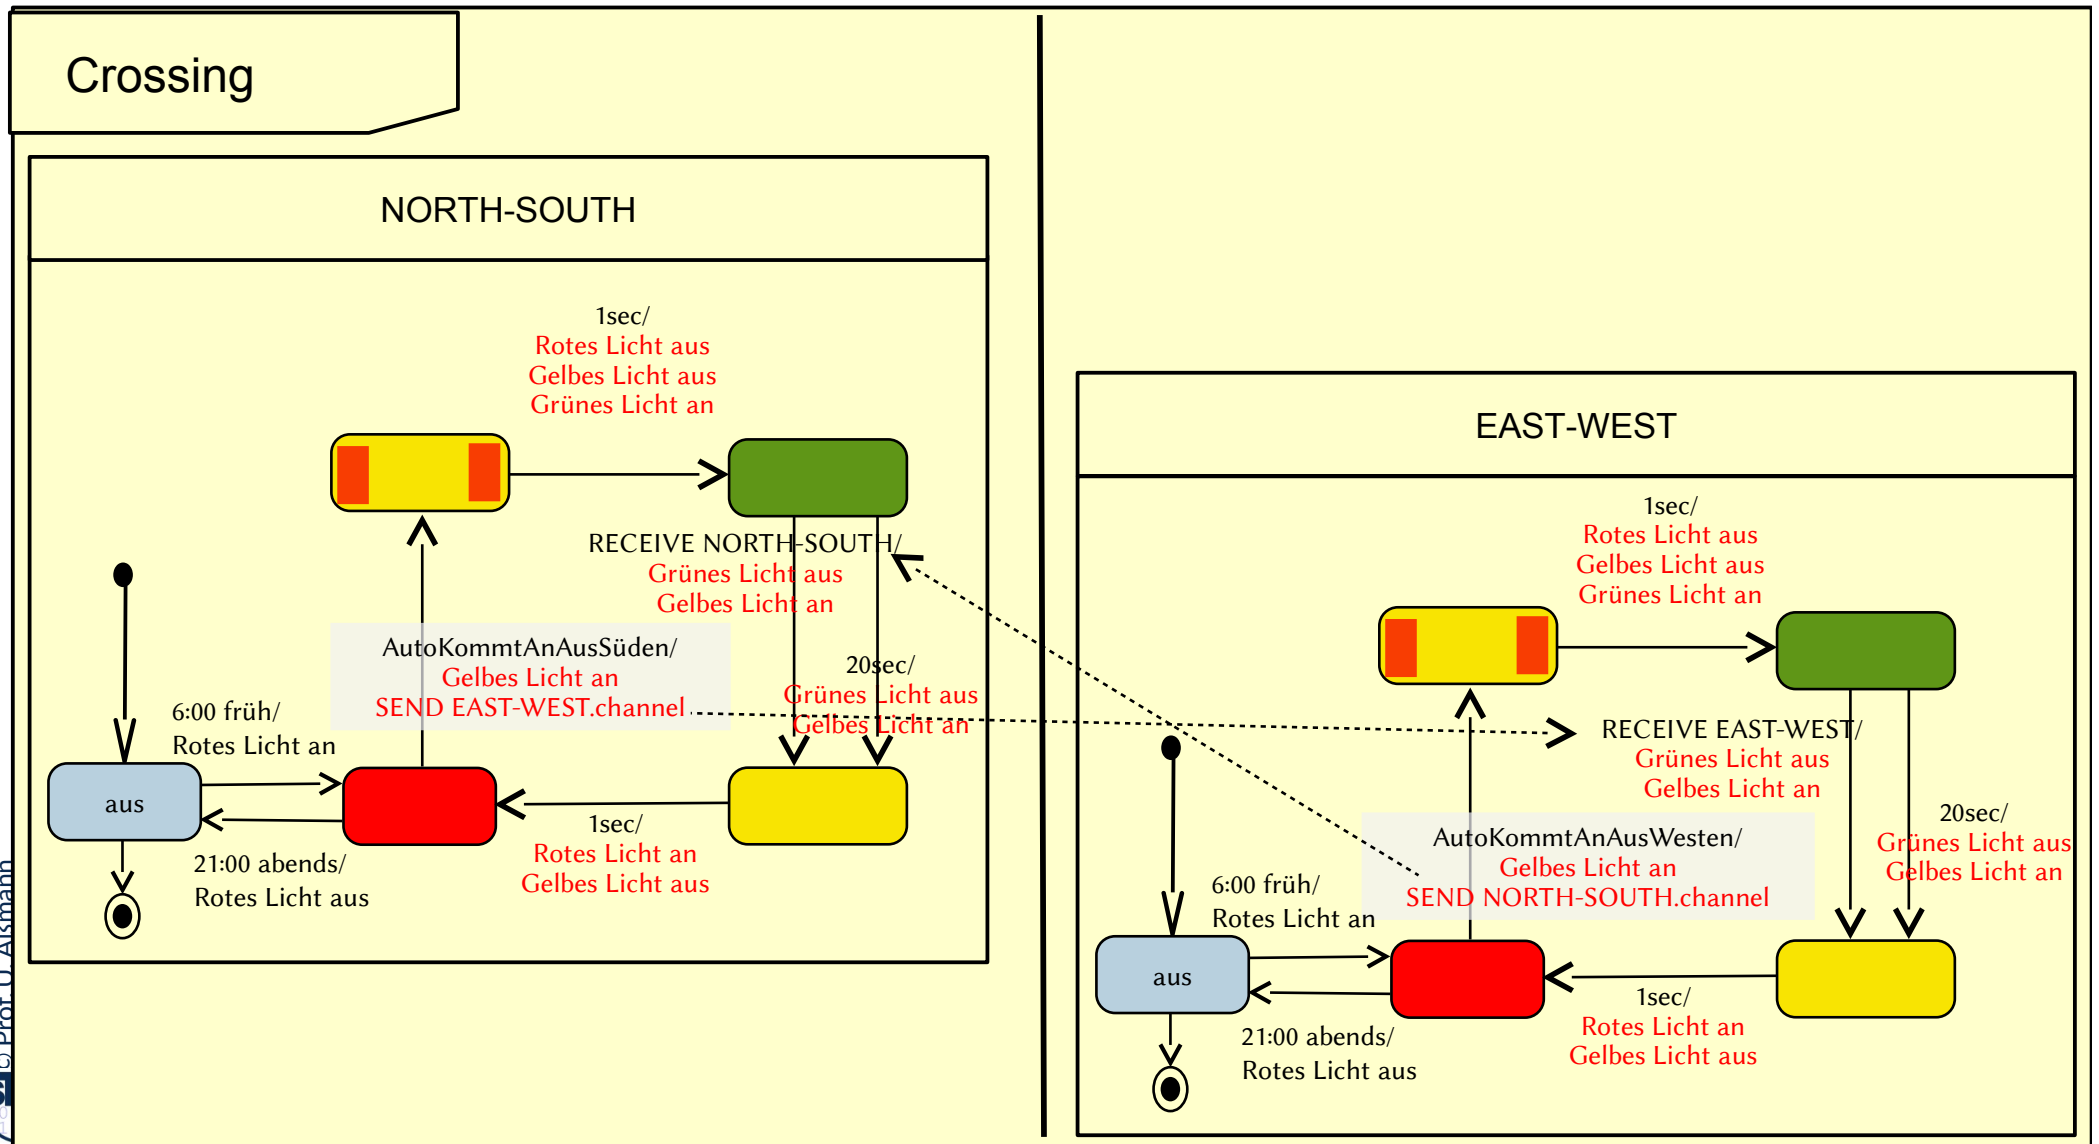 Crossing
NORTH-SOUTH
1sec/
Rotes Licht aus
Gelbes Licht aus
Grünes Licht an
RECEIVE NORTH-SOUTH/
Grünes Licht aus
Gelbes Licht an
AutoKommtAnAusSüden/
Gelbes Licht an
SEND EAST-WEST.channel
20sec/
Grünes Licht aus
Gelbes Licht an
6:00 früh/
Rotes Licht an
aus
1sec/
Rotes Licht an
Gelbes Licht aus
21:00 abends/
Rotes Licht aus
EAST-WEST
1sec/
Rotes Licht aus
Gelbes Licht aus
Grünes Licht an
RECEIVE EAST-WEST/
Grünes Licht aus
Gelbes Licht an
AutoKommtAnAusWesten/
Gelbes Licht an
SEND NORTH-SOUTH.channel
20sec/
Grünes Licht aus
Gelbes Licht an
6:00 früh/
Rotes Licht an
aus
1sec/
Rotes Licht an
Gelbes Licht aus
21:00 abends/
Rotes Licht aus
Prof. U. Aßmann